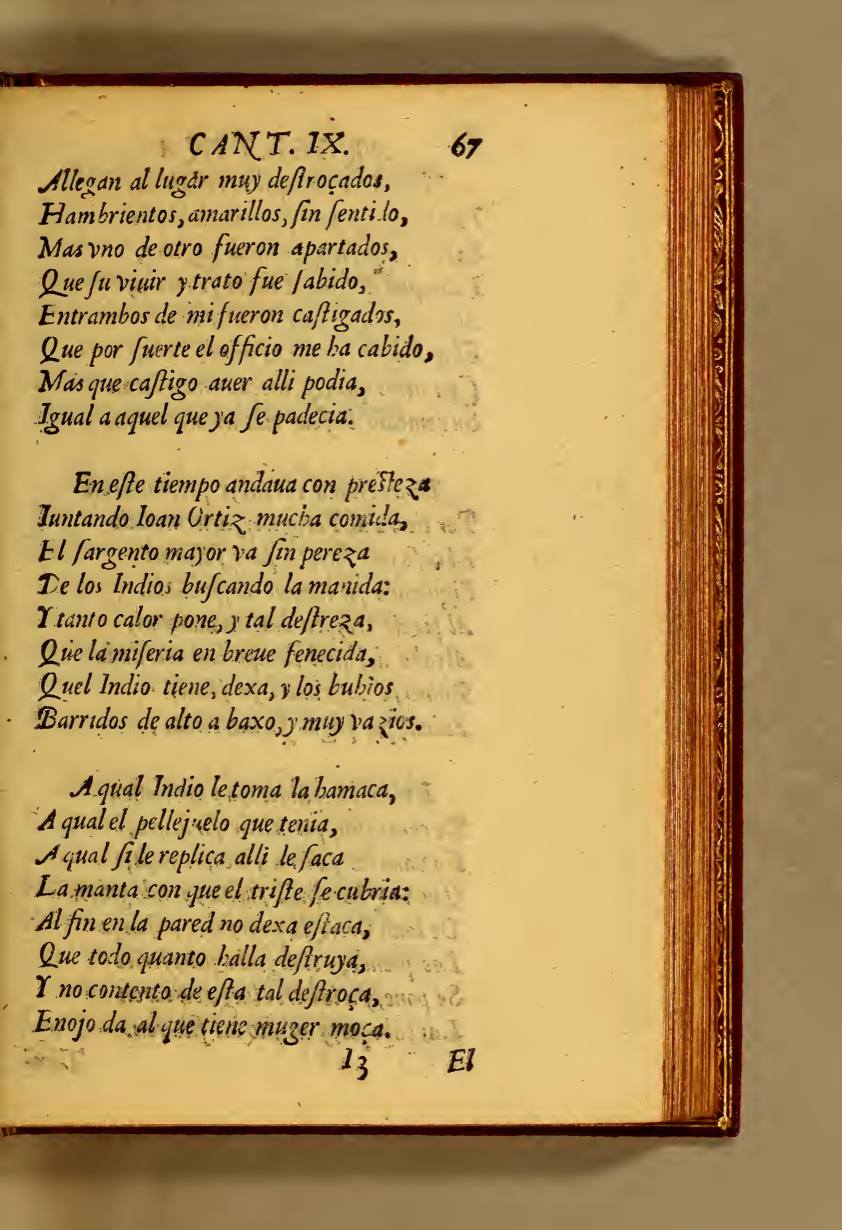 CANT. IX. 67
Allegan al lugar muy deſtroçados,
Hambrientos, amarillos, ſin ſentido,
Mas vno de otro fueron apartados,
Que ſu viuir y trato fue ſabido,
Entrambos de mi fueron caſtigados,
Que por ſuerte el officio me ha cabido,
Mas que caſtigo auer alli podia,
Igual a aquel que ya ſe padecia.
En eſte tiempo andaua con preſteza
Iuntando Ioan Ortiz mucha comida,
El ſargento mayor va ſin pereza
De los Indios buſcando la manida:
Y tanto calor pone, y tal deſtreza,
Que la miſeria en breue fenecida,
Quel Indio tiene, dexa, y los buhìos
Barridos de alto a baxo, y muy vazios.
A qual Indio le toma la hamaca,
A qual el pellejuelo que tenia,
A qual ſi le replica alli le ſaca
La manta con que el triſte ſe cubria:
Al fin en la pared no dexa eſtaca,
Que todo quanto halla deſtruya,
Y no contento de eſta tal deſtroça,
Enojo da al que tiene muger moça.
I3 El